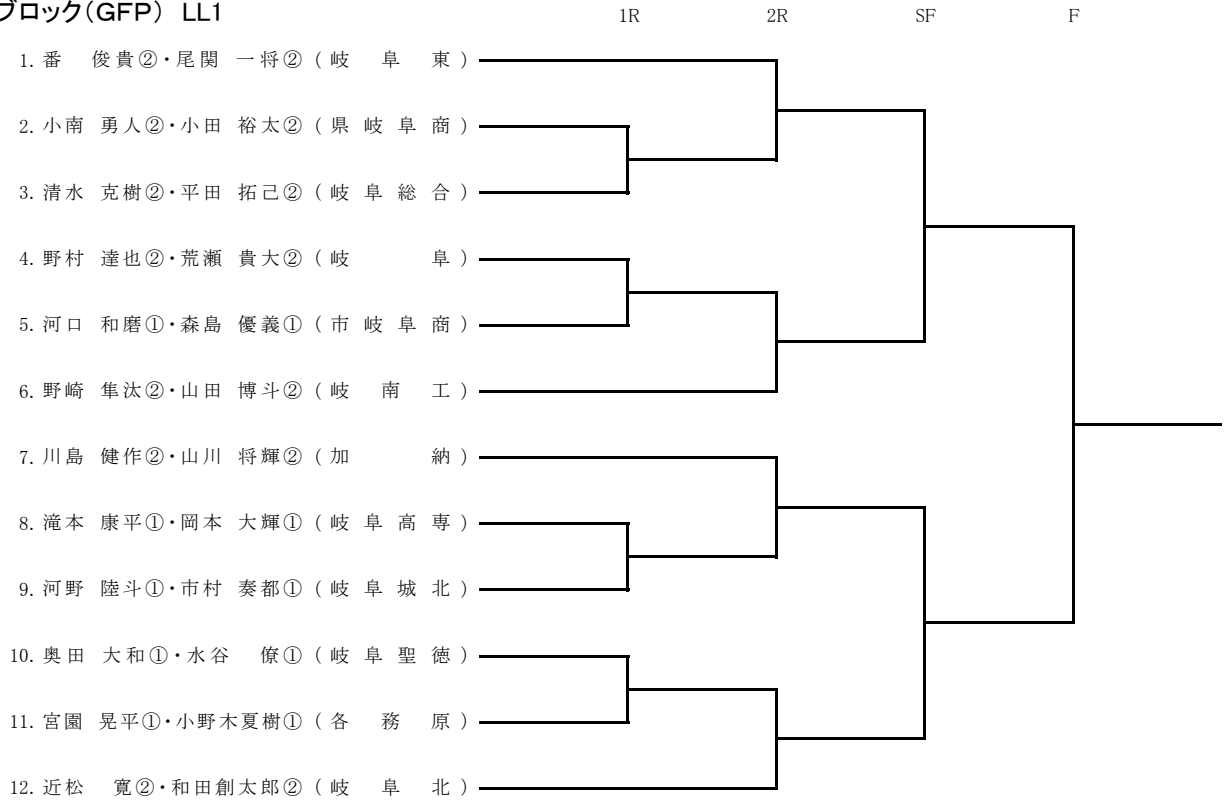 ブロック(GFP) LL1
1R 2R SF F
1. 番 俊貴②・尾関 一将② ( 岐 阜 東 )
2. 小南 勇人②・小田 裕太② ( 県 岐 阜 商 )
3. 清水 克樹②・平田 拓己② ( 岐 阜 総 合 )
4. 野村 達也②・荒瀬 貴大② ( 岐 阜 )
5. 河口 和磨①・森島 優義① ( 市 岐 阜 商 )
6. 野崎 隼汰②・山田 博斗② ( 岐 南 工 )
7. 川島 健作②・山川 将輝② ( 加 納 )
8. 滝本 康平①・岡本 大輝① ( 岐 阜 高 専 )
9. 河野 陸斗①・市村 奏都① ( 岐 阜 城 北 )
10. 奥田 大和①・水谷 僚① ( 岐 阜 聖 徳 )
11. 宮園 晃平①・小野木夏樹① ( 各 務 原 )
12. 近松 寛②・和田創太郎② ( 岐 阜 北 )